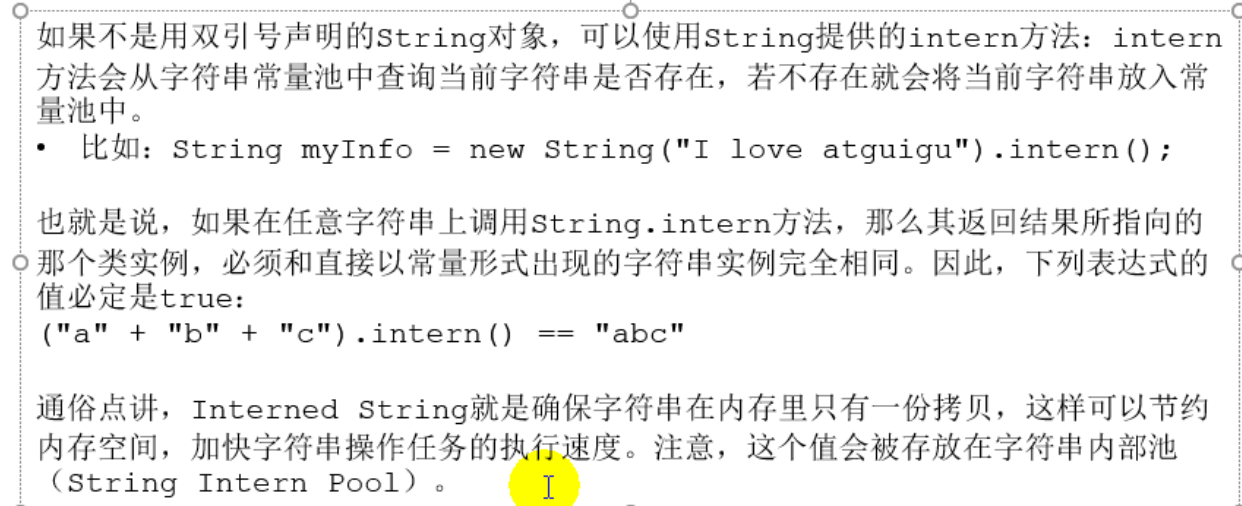 如果不是用双引号声明的String对象，可以使用String提供的intern方法：intern
方法会从字符串常量池中查询当前字符串是否存在，若不存在就会将当前字符串放入常
量池中。
• 比如：String myInfo = new String("I love atguigu").intern();
也就是说，如果在任意字符串上调用String.intern方法，那么其返回结果所指向的
那个类实例，必须和直接以常量形式出现的字符串实例完全相同。因此，下列表达式的
值必定是true：
("a" + "b" + "c").intern() == "abc"
通俗点讲，Interned String就是确保字符串在内存里只有一份拷贝，这样可以节约
内存空间，加快字符串操作任务的执行速度。注意，这个值会被存放在字符串内部池
（String Intern Pool）。